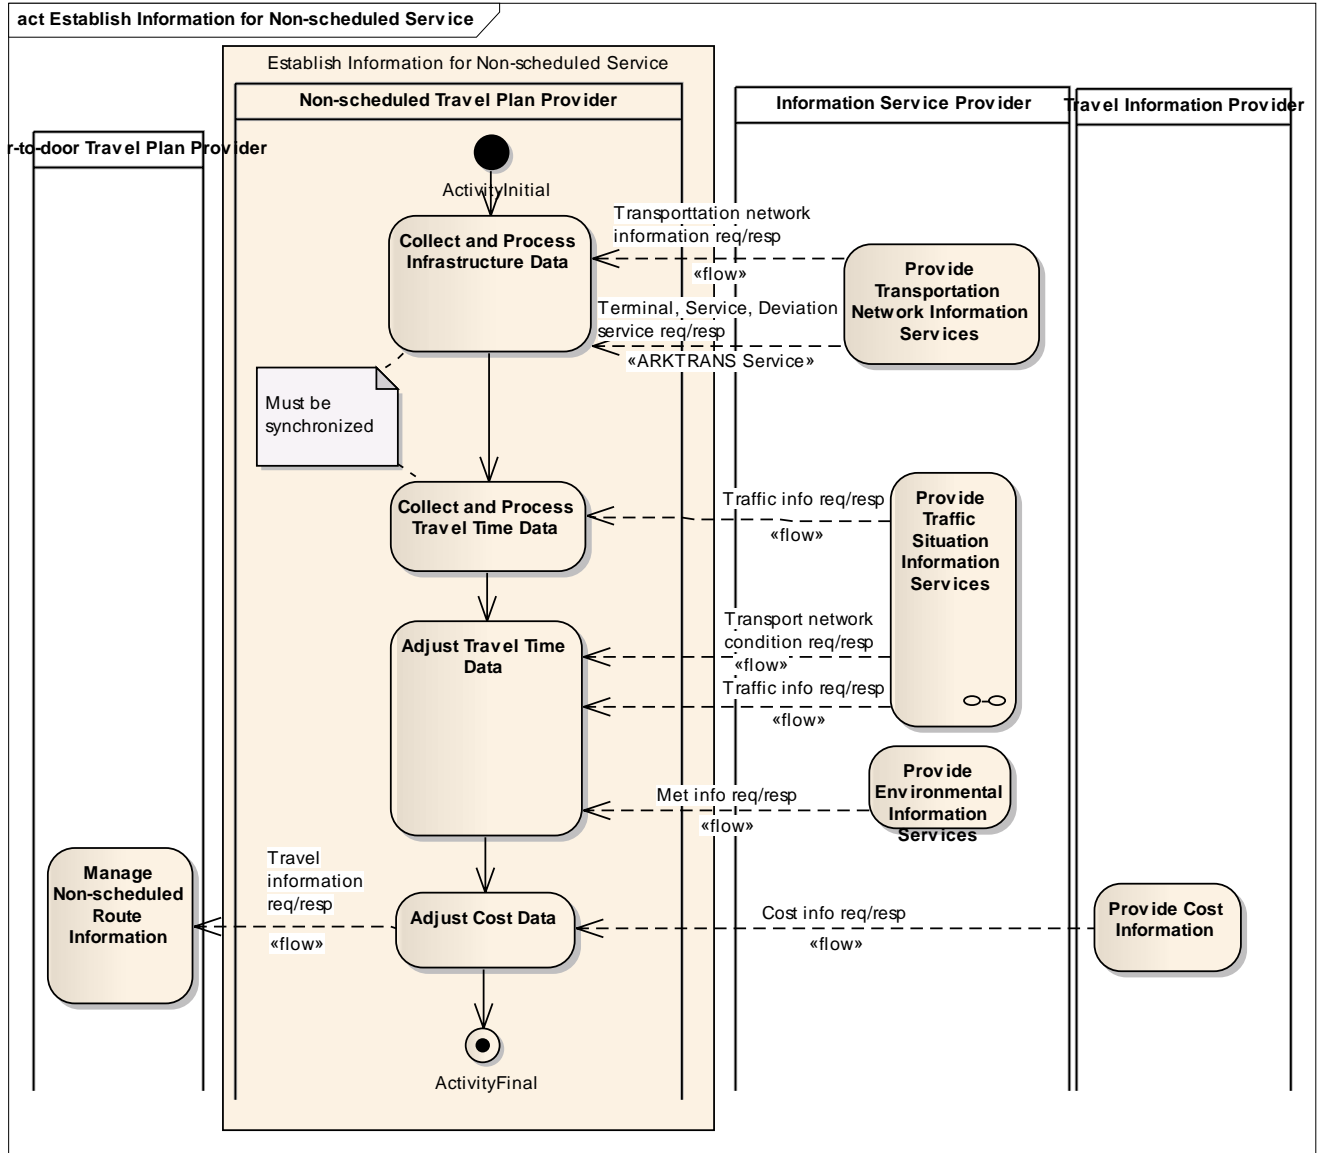 act Establish Information for Non-scheduled Service
Establish Information for Non-scheduled Service
Non-scheduled Travel Plan Provider
Information Service Provider
Travel Information Provider
r-to-door Travel Plan Provider
ActivityInitial
Collect and Process
Infrastructure Data
Transporttation network
information req/resp
«flow»
Provide
Transportation
Network Information
Services
Terminal, Service, Deviation
service req/resp
«ARKTRANS Service»
Must be
synchronized
Collect and Process
Travel Time Data
Traffic info req/resp
«flow»
Provide
Traffic
Situation
Information
Services
Adjust Travel Time
Data
Transport network
condition req/resp
«flow»
Traffic info req/resp
«flow»
Met info req/resp
«flow»
Provide
Environmental
Information
Services
Manage
Non-scheduled
Route
Information
Travel
information
req/resp
«flow»
Adjust Cost Data
Cost info req/resp
«flow»
Provide Cost
Information
ActivityFinal